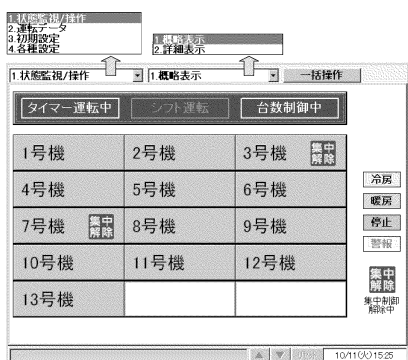 1.状態監視/操作
2.運転データ
3.初期設定
4.各種設定
1.概略表示
2.詳細表示
1.状態監視/操作 1.概略表示 一括操作
タイマー運転中 シフト運転 台数制御中
1号機 2号機 3号機 集中解除
4号機 5号機 6号機
7号機 集中解除 8号機 9号機
10号機 11号機 12号機
13号機
冷房
暖房
停止
警報
集中
解除
集中制御
解除中
リセット 10/11(火)15:25